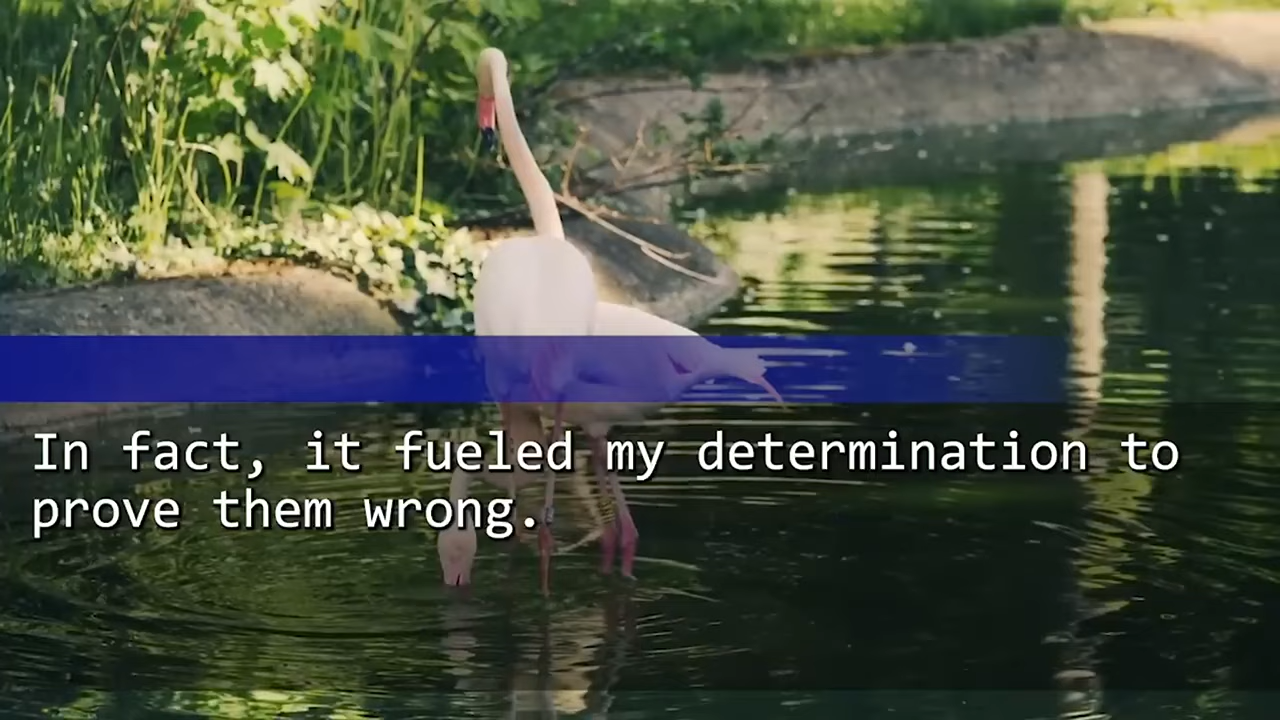 In fact, it fueled my determination to
prove them wrong.